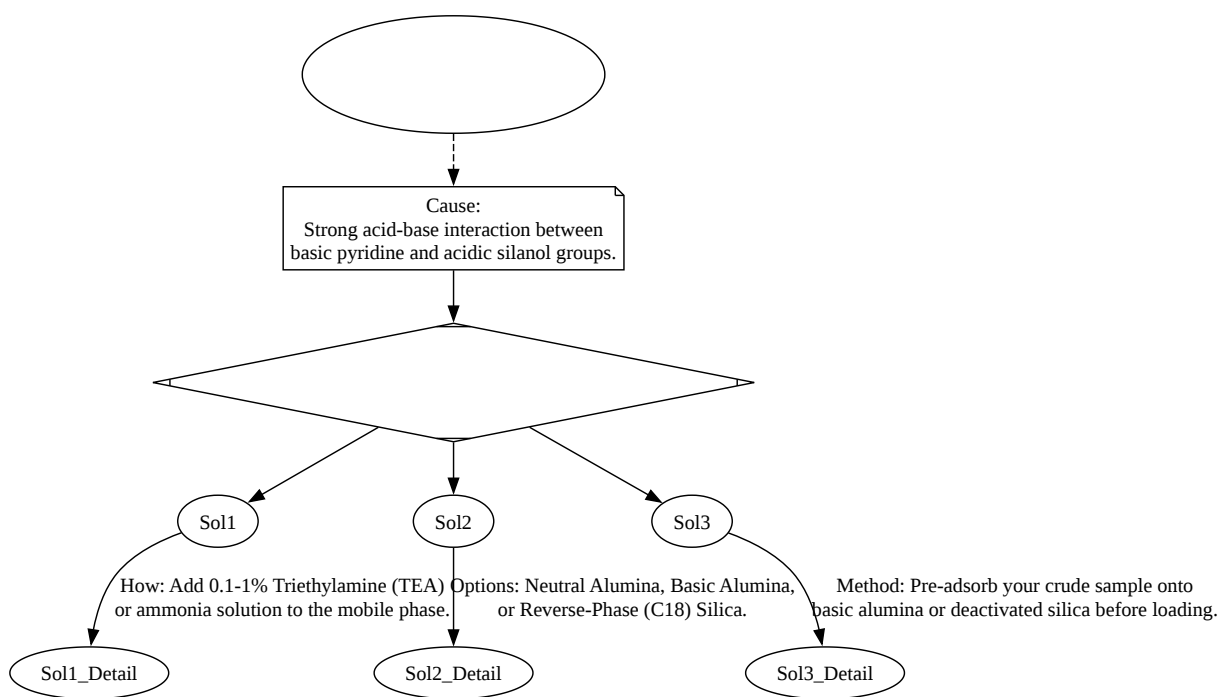 Cause:
Strong acid-base interaction between
basic pyridine and acidic silanol groups.
Sol1
Sol2
Sol3
How: Add 0.1-1% Triethylamine (TEA)
or ammonia solution to the mobile phase.
Options: Neutral Alumina, Basic Alumina,
or Reverse-Phase (C18) Silica.
Method: Pre-adsorb your crude sample onto
basic alumina or deactivated silica before loading.
Sol1_Detail
Sol2_Detail
Sol3_Detail